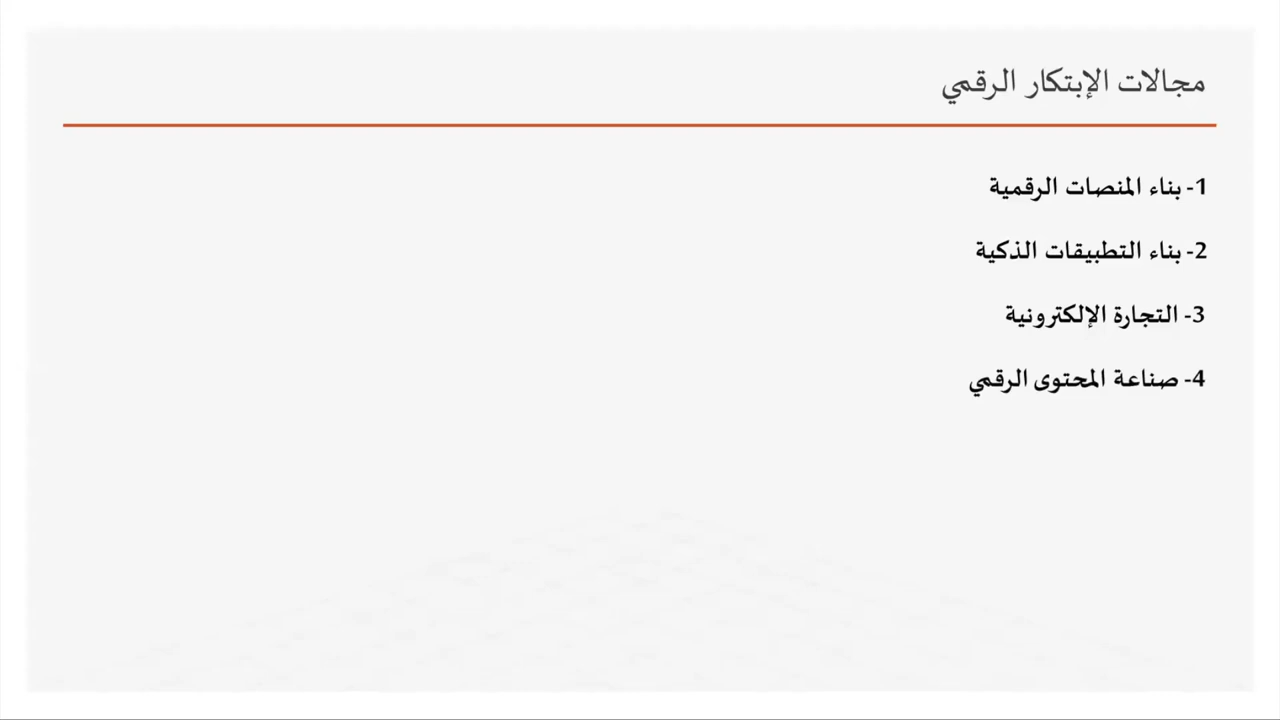 مجالات الإبتكار الرقمي
1- بناء المنصات الرقمية
2- بناء التطبيقات الذكية
3- التجارة الإلكترونية
4- صناعة المحتوى الرقمي